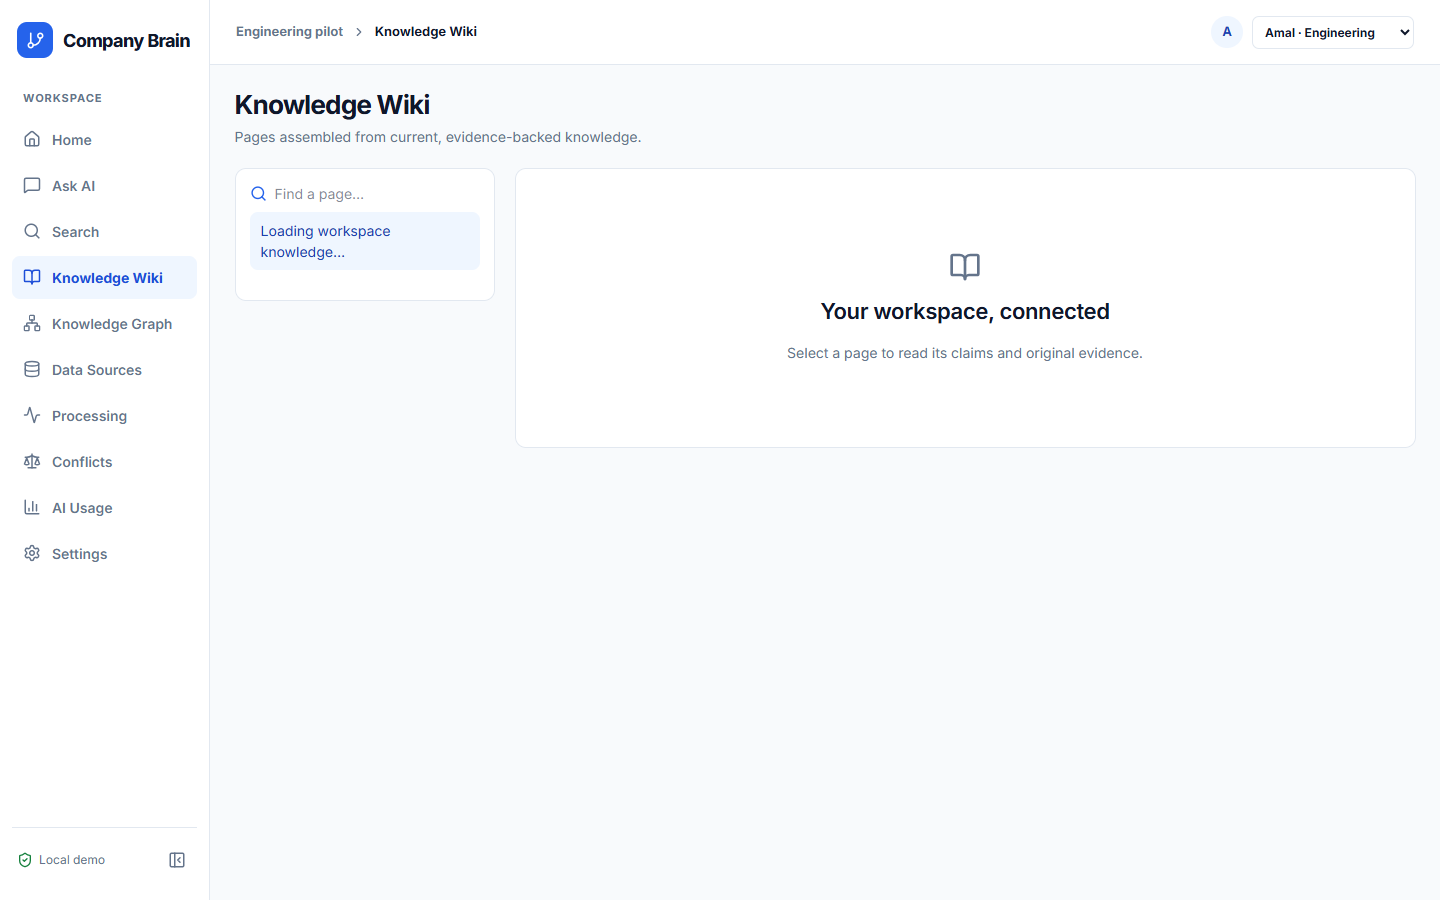 Company Brain
Engineering pilot > Knowledge Wiki
A
Amal · Engineering
WORKSPACE
Home
Ask AI
Search
Knowledge Wiki
Knowledge Graph
Data Sources
Processing
Conflicts
AI Usage
Settings
Local demo
Knowledge Wiki
Pages assembled from current, evidence-backed knowledge.
Find a page...
Loading workspace
knowledge...
Your workspace, connected
Select a page to read its claims and original evidence.